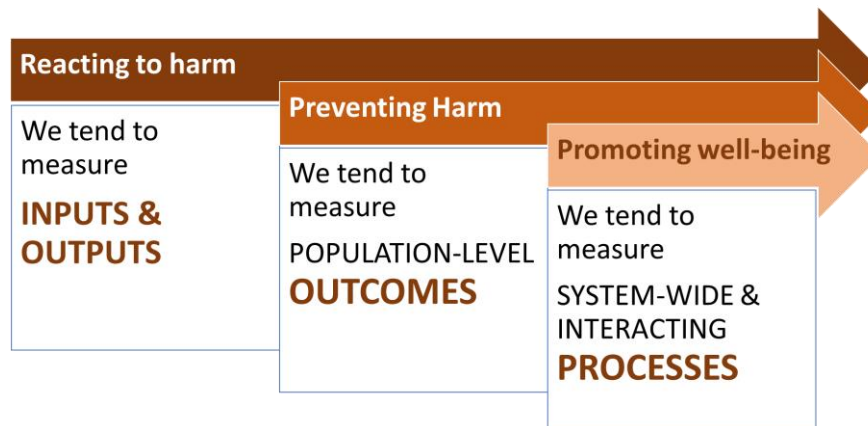 Reacting to harm
We tend to
measure
INPUTS &
OUTPUTS
Preventing Harm
We tend to
measure
POPULATION-LEVEL
OUTCOMES
Promoting well-being
We tend to
measure
SYSTEM-WIDE &
INTERACTING
PROCESSES